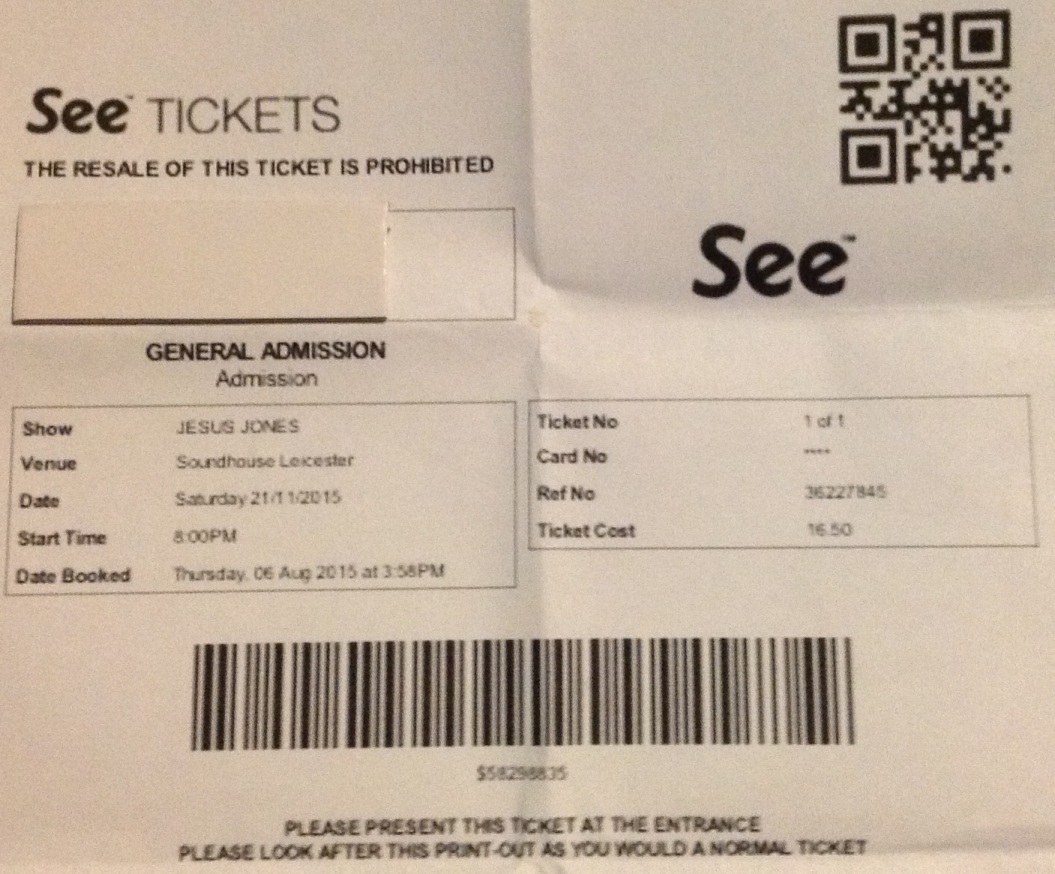 See™ TICKETS
THE RESALE OF THIS TICKET IS PROHIBITED
See™
GENERAL ADMISSION
Admission
Show JESUS JONES
Venue Soundhouse Leicester
Date Saturday 21/11/2015
Start Time 8:00PM
Date Booked Thursday, 06 Aug 2015 at 3:58PM
Ticket No 1 of 1
Card No ****
Ref No 36227845
Ticket Cost 16.50
$58298835
PLEASE PRESENT THIS TICKET AT THE ENTRANCE
PLEASE LOOK AFTER THIS PRINT-OUT AS YOU WOULD A NORMAL TICKET